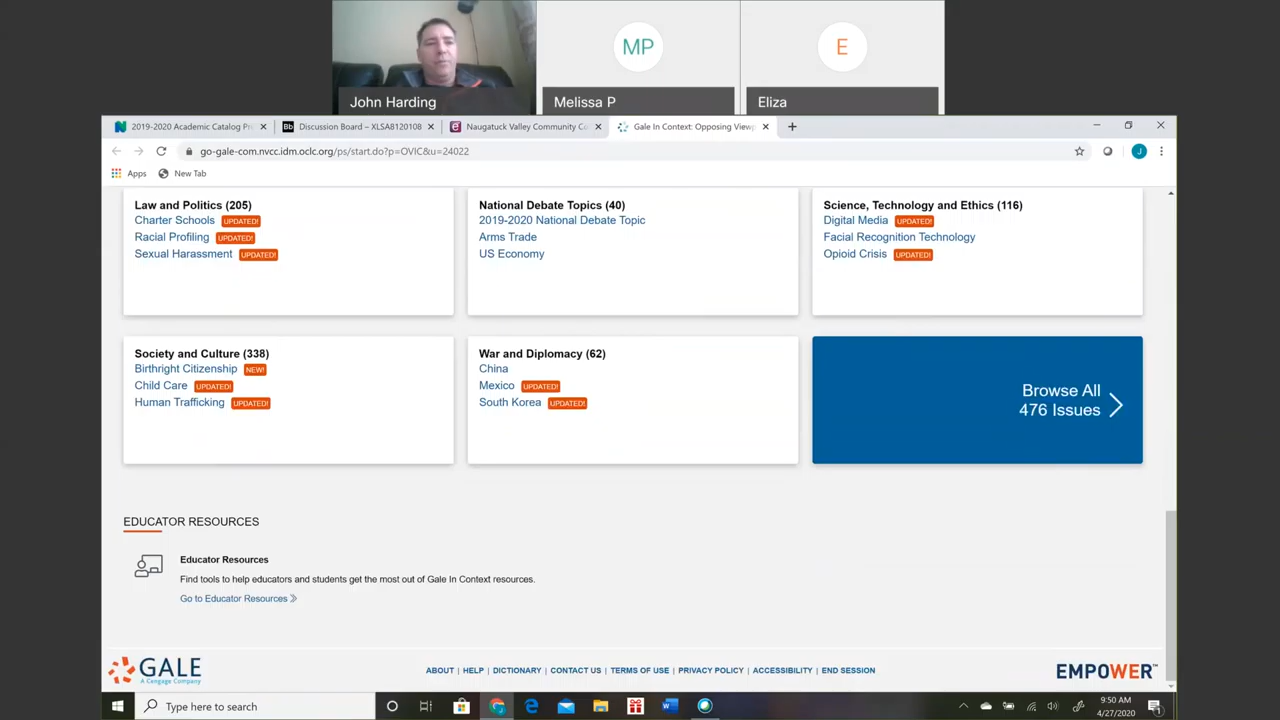 MP
E
John Harding
Melissa P
Eliza
2019-2020 Academic Catalog Pr
Discussion Board – XLSA8120108
Naugatuck Valley Community C
Gale In Context: Opposing View
go-gale-com.nvcc.idm.oclc.org/ps/start.do?p=OVIC&u=24022
J
Apps
New Tab
Law and Politics (205)
Charter Schools UPDATED!
Racial Profiling UPDATED!
Sexual Harassment UPDATED!
National Debate Topics (40)
2019-2020 National Debate Topic
Arms Trade
US Economy
Science, Technology and Ethics (116)
Digital Media UPDATED!
Facial Recognition Technology
Opioid Crisis UPDATED!
Society and Culture (338)
Birthright Citizenship NEW!
Child Care UPDATED!
Human Trafficking UPDATED!
War and Diplomacy (62)
China
Mexico UPDATED!
South Korea UPDATED!
Browse All
476 Issues
EDUCATOR RESOURCES
Educator Resources
Find tools to help educators and students get the most out of Gale In Context resources.
Go to Educator Resources
GALE
A Cengage Company
ABOUT | HELP | DICTIONARY | CONTACT US | TERMS OF USE | PRIVACY POLICY | ACCESSIBILITY | END SESSION
EMPOWER™
Type here to search
9:50 AM
4/27/2020